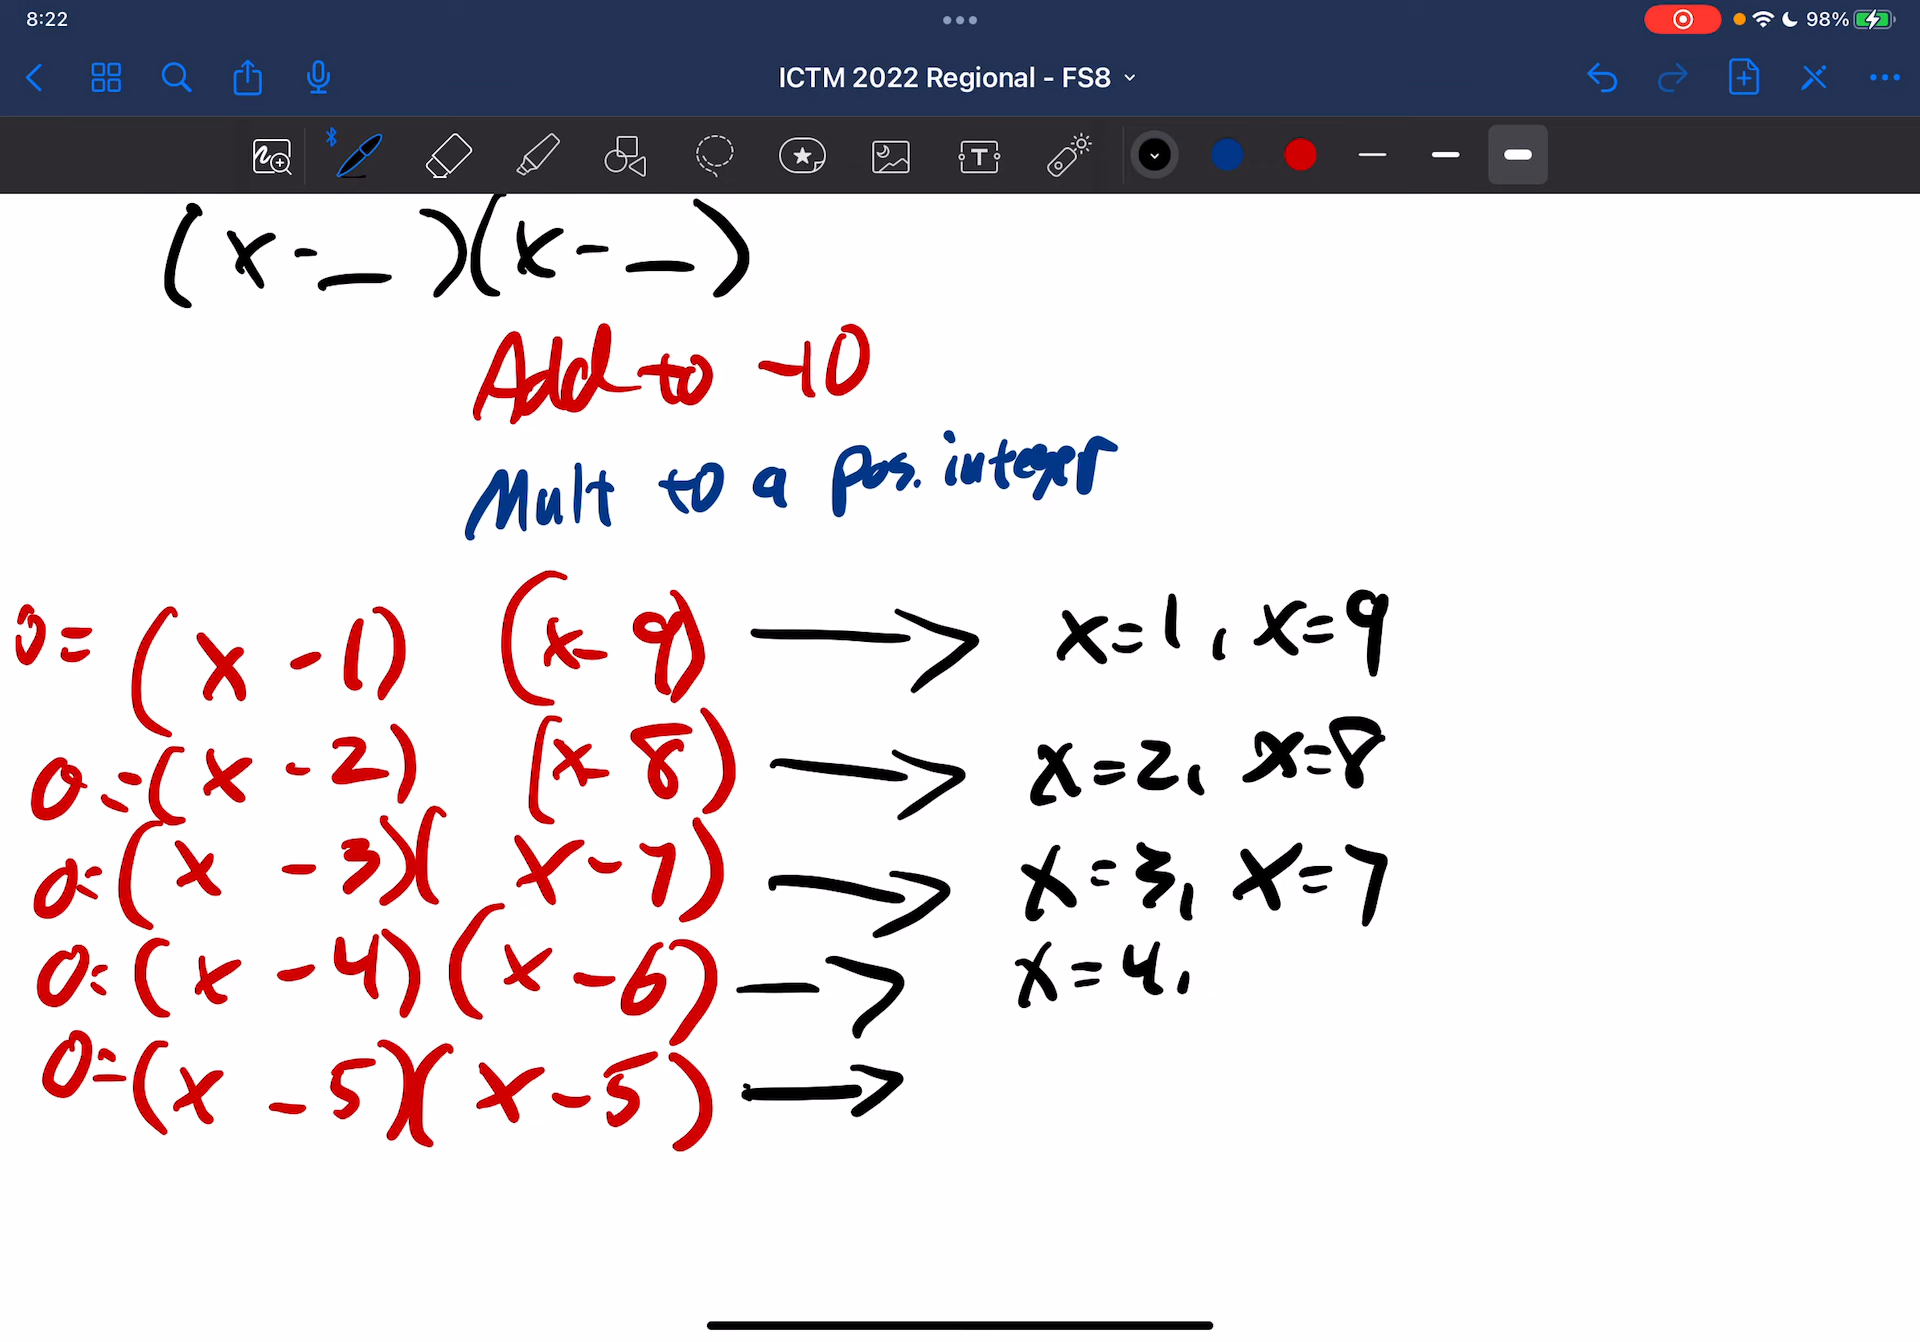 8:22
98%
ICTM 2022 Regional - FS8
T
(x-_)(x-_)
Add to -10
Mult to a pos. integer
0=(x-1)(x-9) → x=1, x=9
0=(x-2)(x-8) → x=2, x=8
0=(x-3)(x-7) → x=3, x=7
0=(x-4)(x-6) → x=4,
0=(x-5)(x-5) →